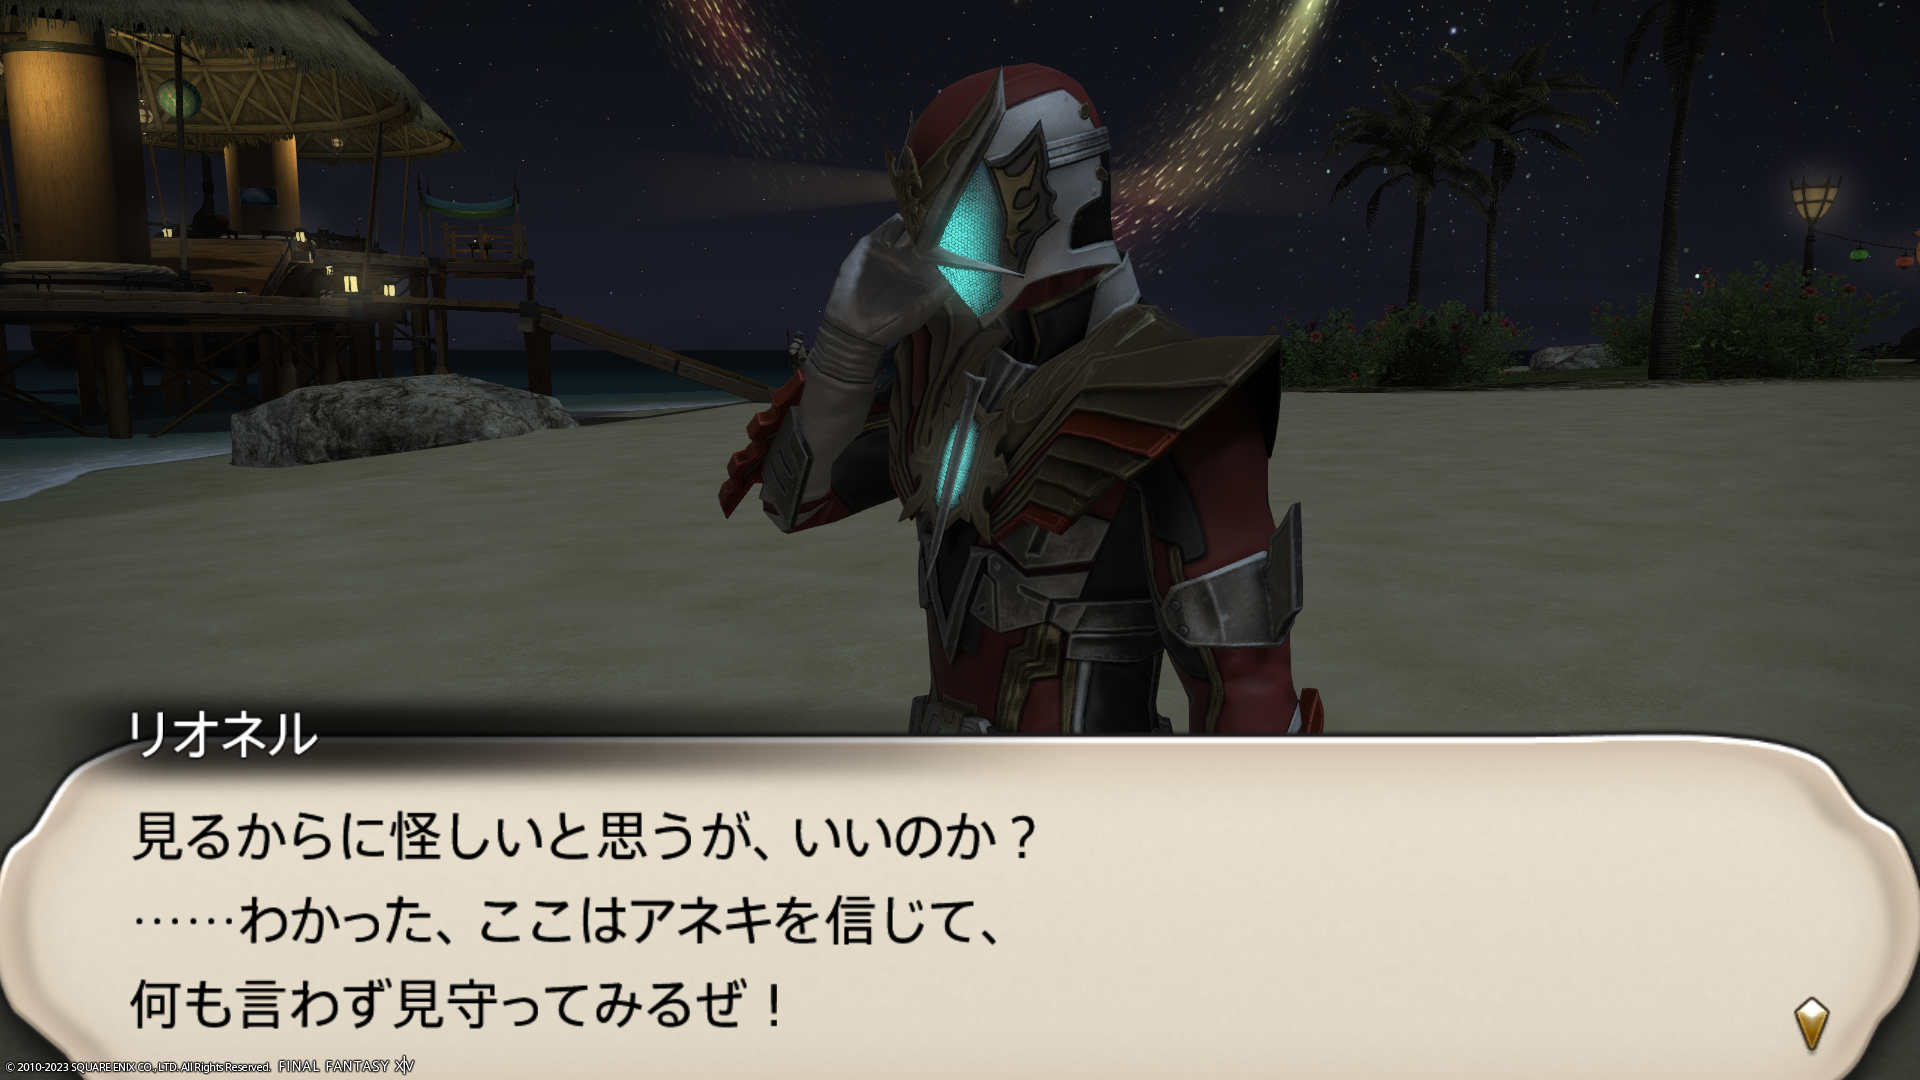 リオネル
見るからに怪しいと思うが、いいのか？
……わかった、ここはアネキを信じて、
何も言わず見守ってみるぜ！
© 2010-2023 SQUARE ENIX CO., LTD. All Rights Reserved. FINAL FANTASY XIV